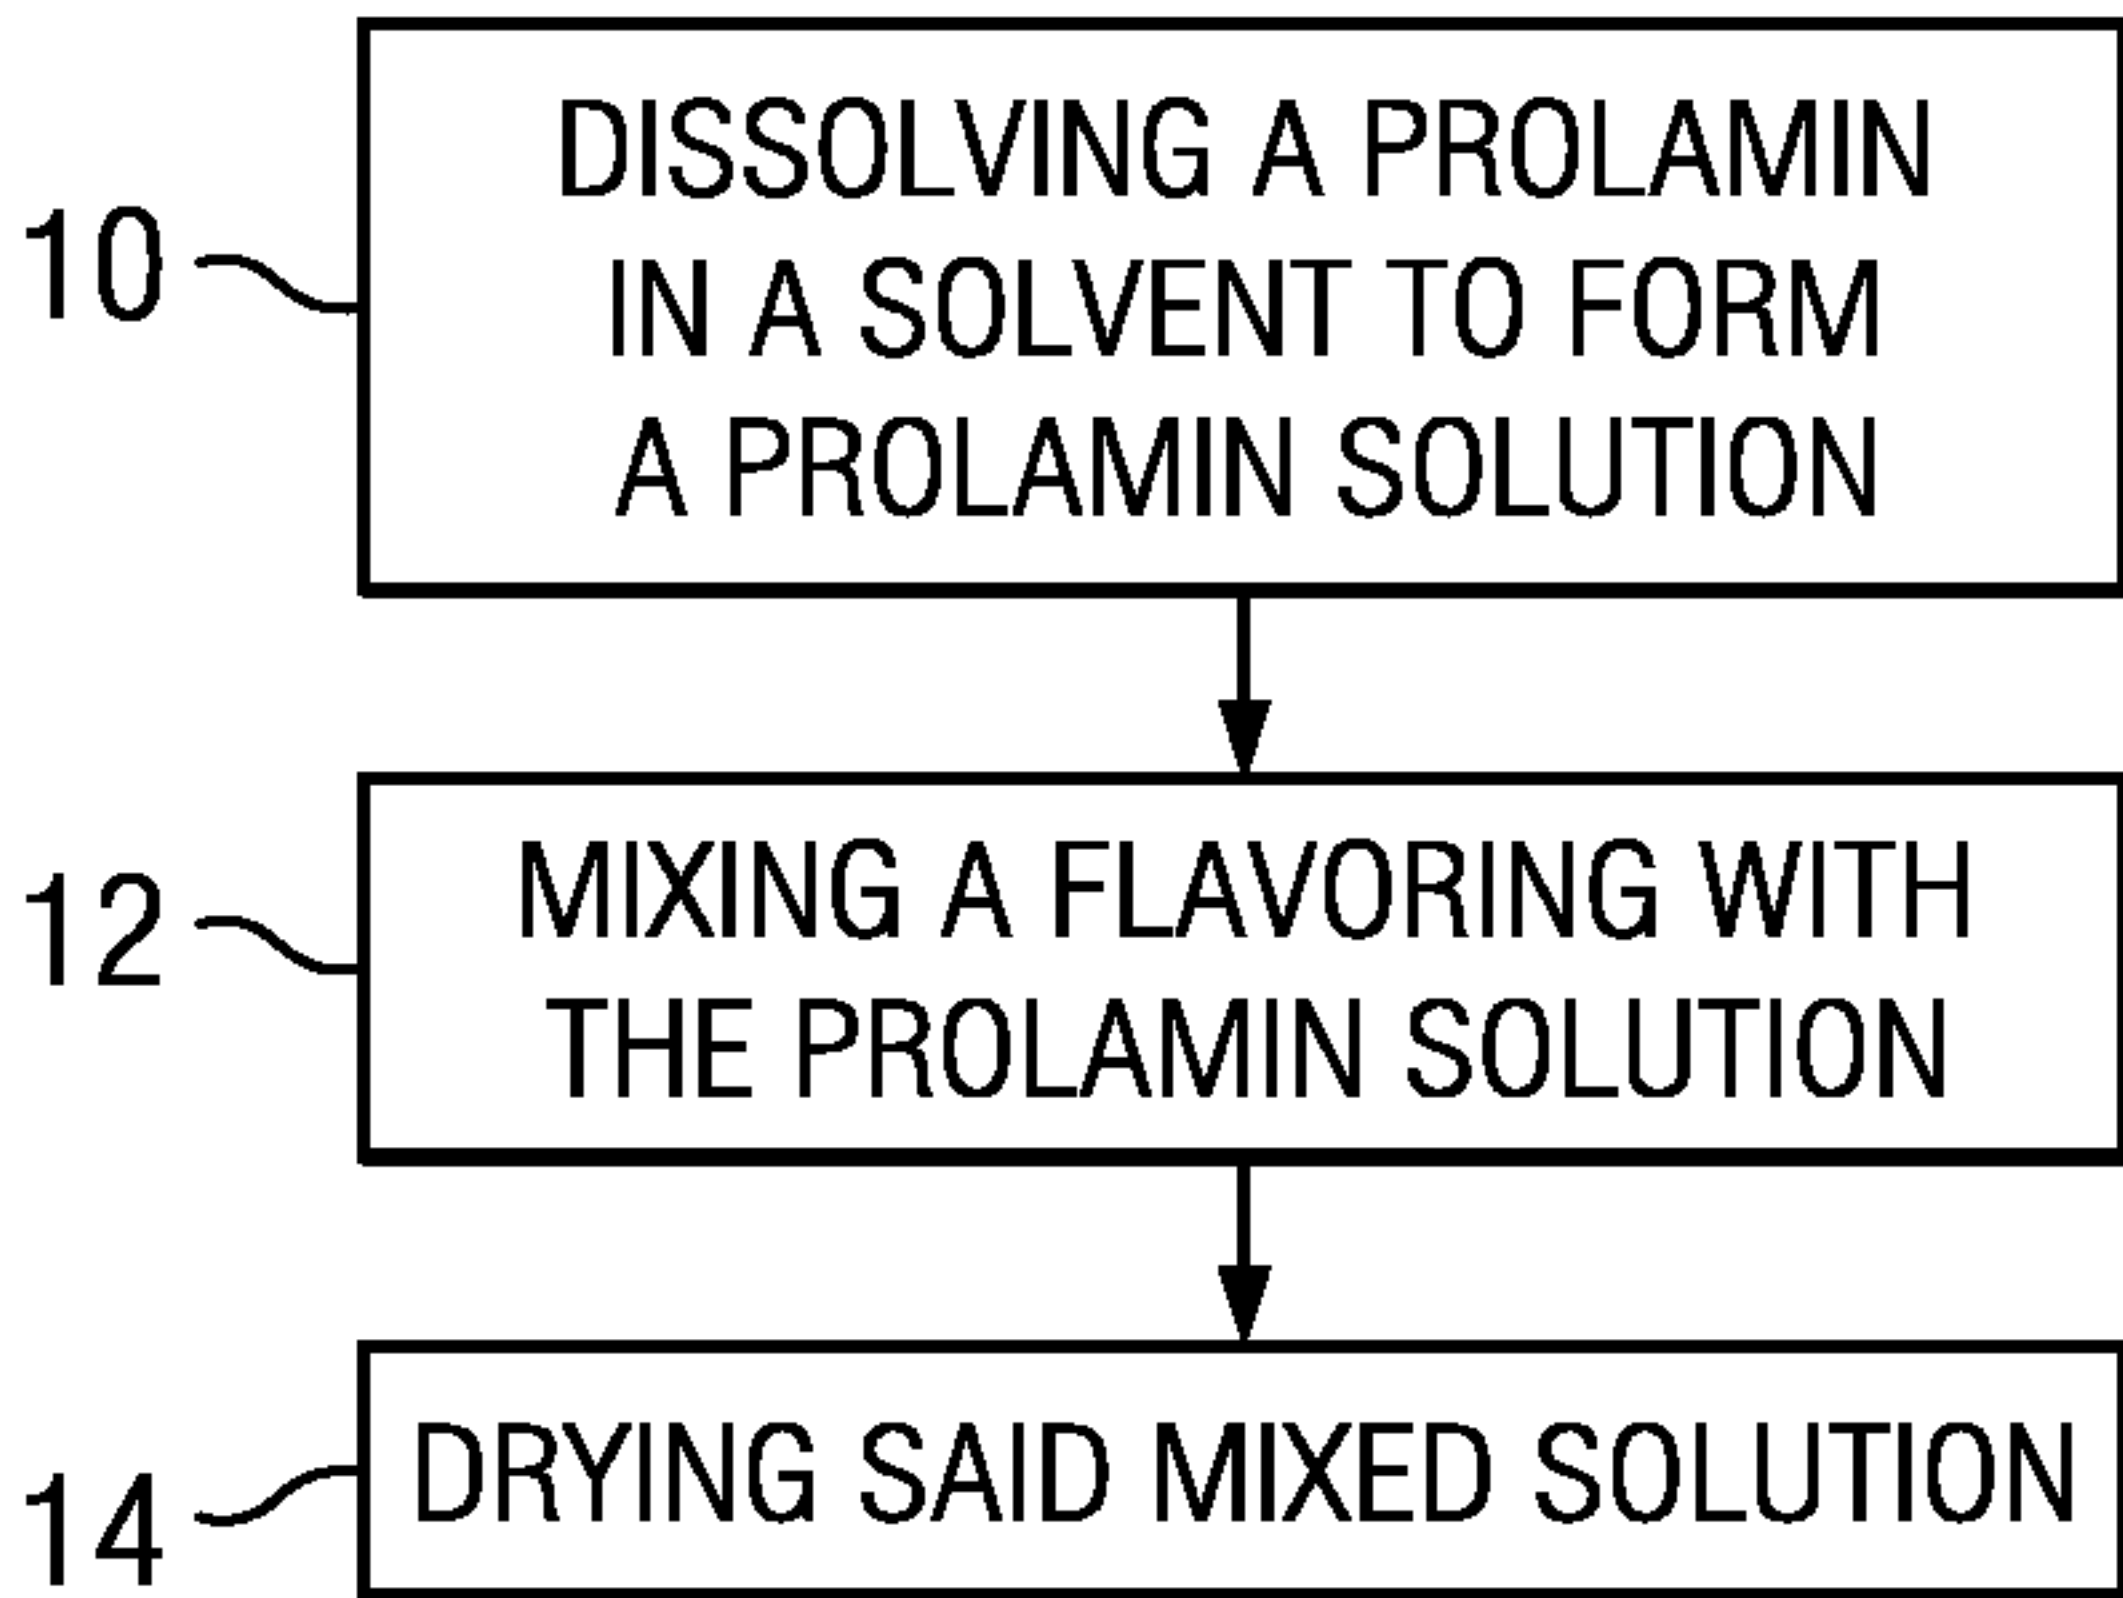 10
DISSOLVING A PROLAMIN
IN A SOLVENT TO FORM
A PROLAMIN SOLUTION
12
MIXING A FLAVORING WITH
THE PROLAMIN SOLUTION
14
DRYING SAID MIXED SOLUTION